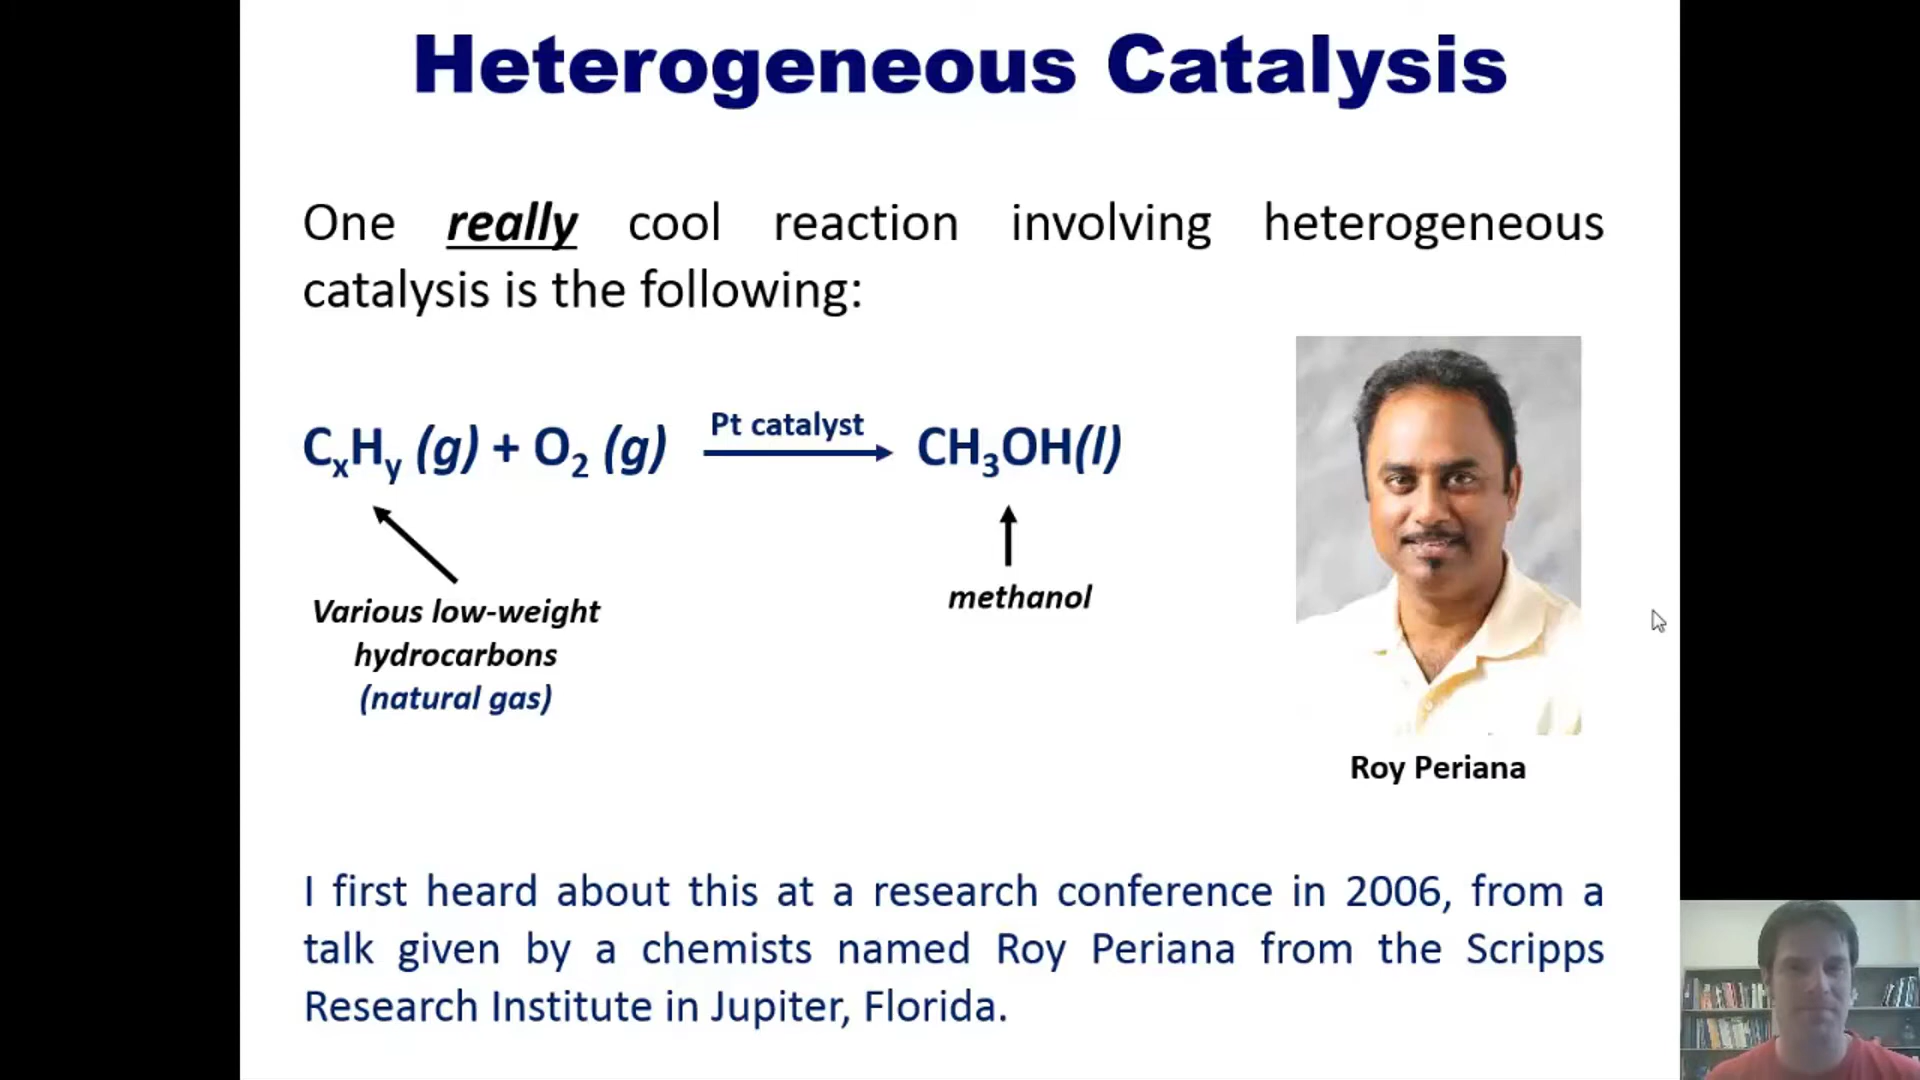 Heterogeneous Catalysis
One really cool reaction involving heterogeneous
catalysis is the following:
Pt catalyst
CxHy (g) + O2 (g) CH3OH(l)
Various low-weight
hydrocarbons
(natural gas)
methanol
Roy Periana
I first heard about this at a research conference in 2006, from a
talk given by a chemists named Roy Periana from the Scripps
Research Institute in Jupiter, Florida.